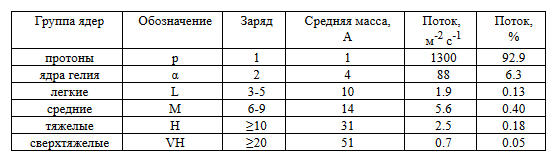 Группа ядер Обозначение Заряд Средняя масса, Поток, Поток,
А м-2 с-1 %
протоны p 1 1 1300 92.9
ядра гелия α 2 4 88 6.3
легкие L 3-5 10 1.9 0.13
средние M 6-9 14 5.6 0.40
тяжелые H ≥10 31 2.5 0.18
сверхтяжелые VH ≥20 51 0.7 0.05